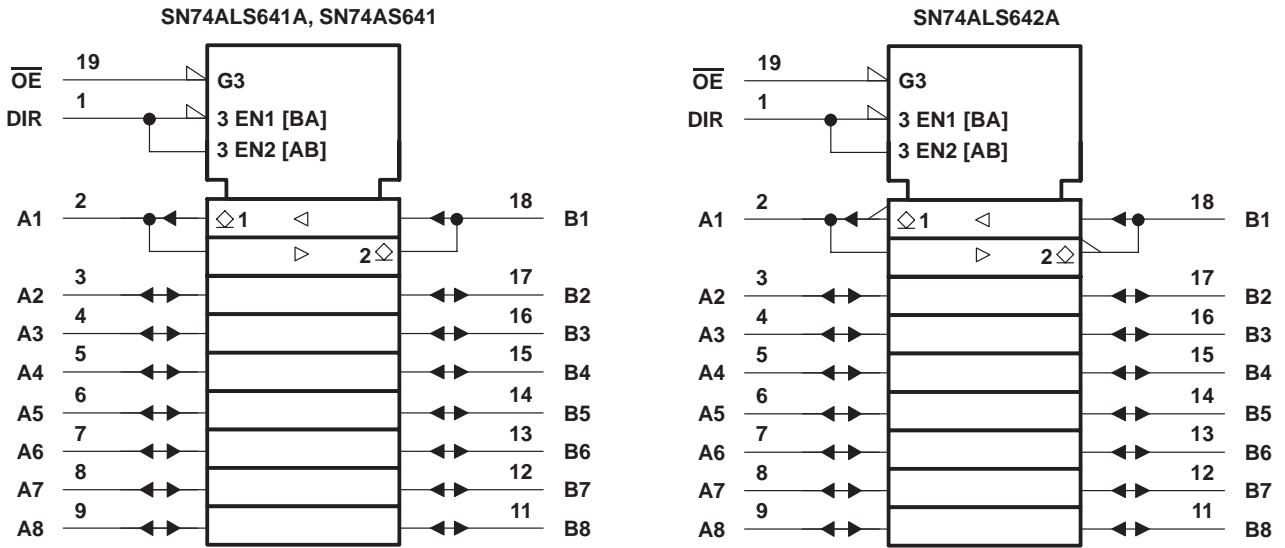 SN74ALS641A, SN74AS641
OE 19 G3
DIR 1 3 EN1 [BA]
3 EN2 [AB]
A1 2 1 18 B1
2
A2 3 17 B2
A3 4 16 B3
A4 5 15 B4
A5 6 14 B5
A6 7 13 B6
A7 8 12 B7
A8 9 11 B8
SN74ALS642A
OE 19 G3
DIR 1 3 EN1 [BA]
3 EN2 [AB]
A1 2 1 18 B1
2
A2 3 17 B2
A3 4 16 B3
A4 5 15 B4
A5 6 14 B5
A6 7 13 B6
A7 8 12 B7
A8 9 11 B8